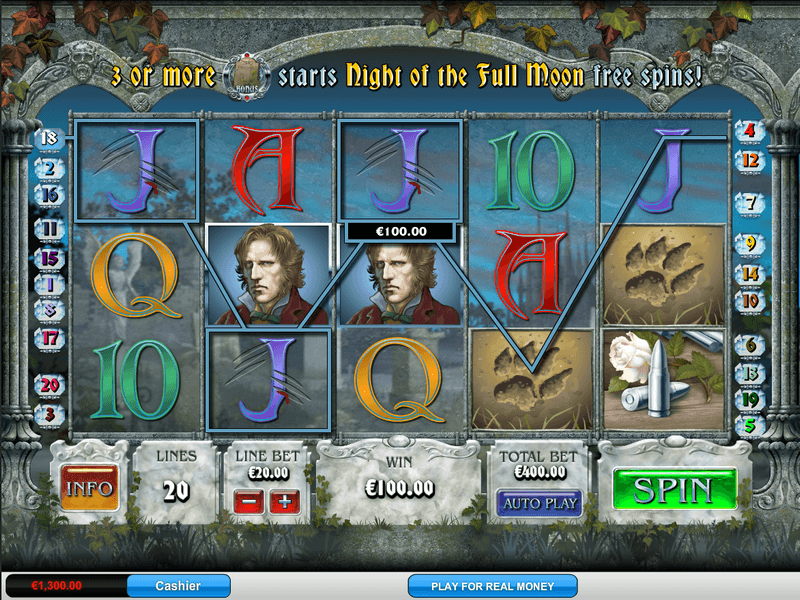 3 or more BONUS starts Night of the Full Moon free spins!
18 J A J 10 J 4
2 12
16 7
€100.00
11 Q A 9
15 14
1 10
8
17 10 J Q 6
20 13
3 19
5
LINES LINE BET WIN TOTAL BET
INFO 20 €20.00 €100.00 €400.00 SPIN
- + AUTO PLAY
€1,300.00 Cashier PLAY FOR REAL MONEY